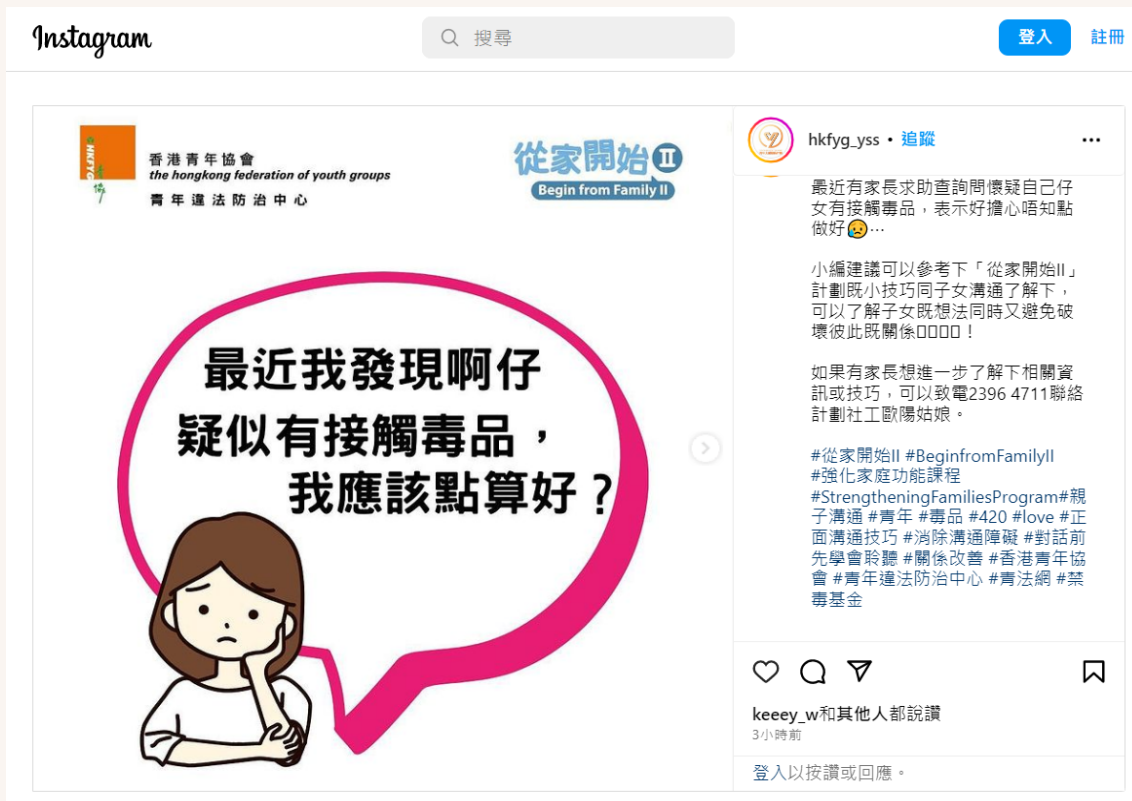 Instagram
搜尋
登入
註冊
HKFYG
青協
香港青年協會
the hongkong federation of youth groups
青年違法防治中心
從家開始II
Begin from Family II
最近我發現啊仔
疑似有接觸毒品，
我應該點算好？
hkfyg_yss • 追蹤
最近有家長求助查詢問懷疑自己仔
女有接觸毒品，表示好擔心唔知點
做好😥…
小編建議可以參考下「從家開始II」
計劃既小技巧同子女溝通了解下，
可以了解子女既想法同時又避免破
壞彼此既關係▯▯▯▯！
如果有家長想進一步了解下相關資
訊或技巧，可以致電2396 4711聯絡
計劃社工歐陽姑娘。
#從家開始II #BeginfromFamilyII
#強化家庭功能課程
#StrengtheningFamiliesProgram#親
子溝通 #青年 #毒品 #420 #love #正
面溝通技巧 #消除溝通障礙 #對話前
先學會聆聽 #關係改善 #香港青年協
會 #青年違法防治中心 #青法網 #禁
毒基金
keeey_w和其他人都說讚
3小時前
登入以按讚或回應。